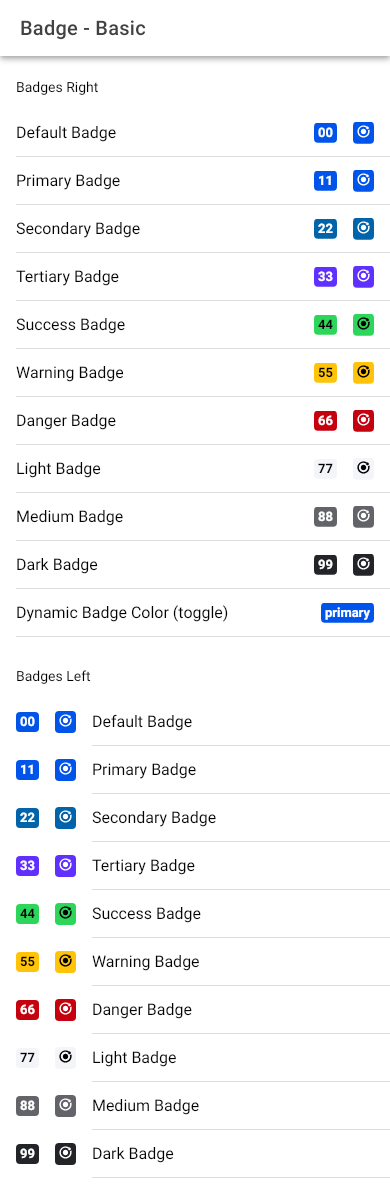 Badge - Basic
Badges Right
Default Badge 00
Primary Badge 11
Secondary Badge 22
Tertiary Badge 33
Success Badge 44
Warning Badge 55
Danger Badge 66
Light Badge 77
Medium Badge 88
Dark Badge 99
Dynamic Badge Color (toggle) primary
Badges Left
00 Default Badge
11 Primary Badge
22 Secondary Badge
33 Tertiary Badge
44 Success Badge
55 Warning Badge
66 Danger Badge
77 Light Badge
88 Medium Badge
99 Dark Badge